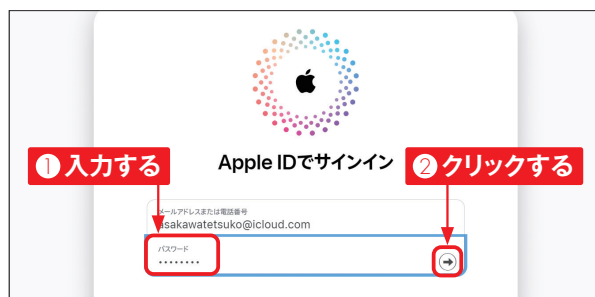 ①入力する
Apple IDでサインイン
②クリックする
メールアドレスまたは電話番号
asakawatetsuko@icloud.com
パスワード
••••••••